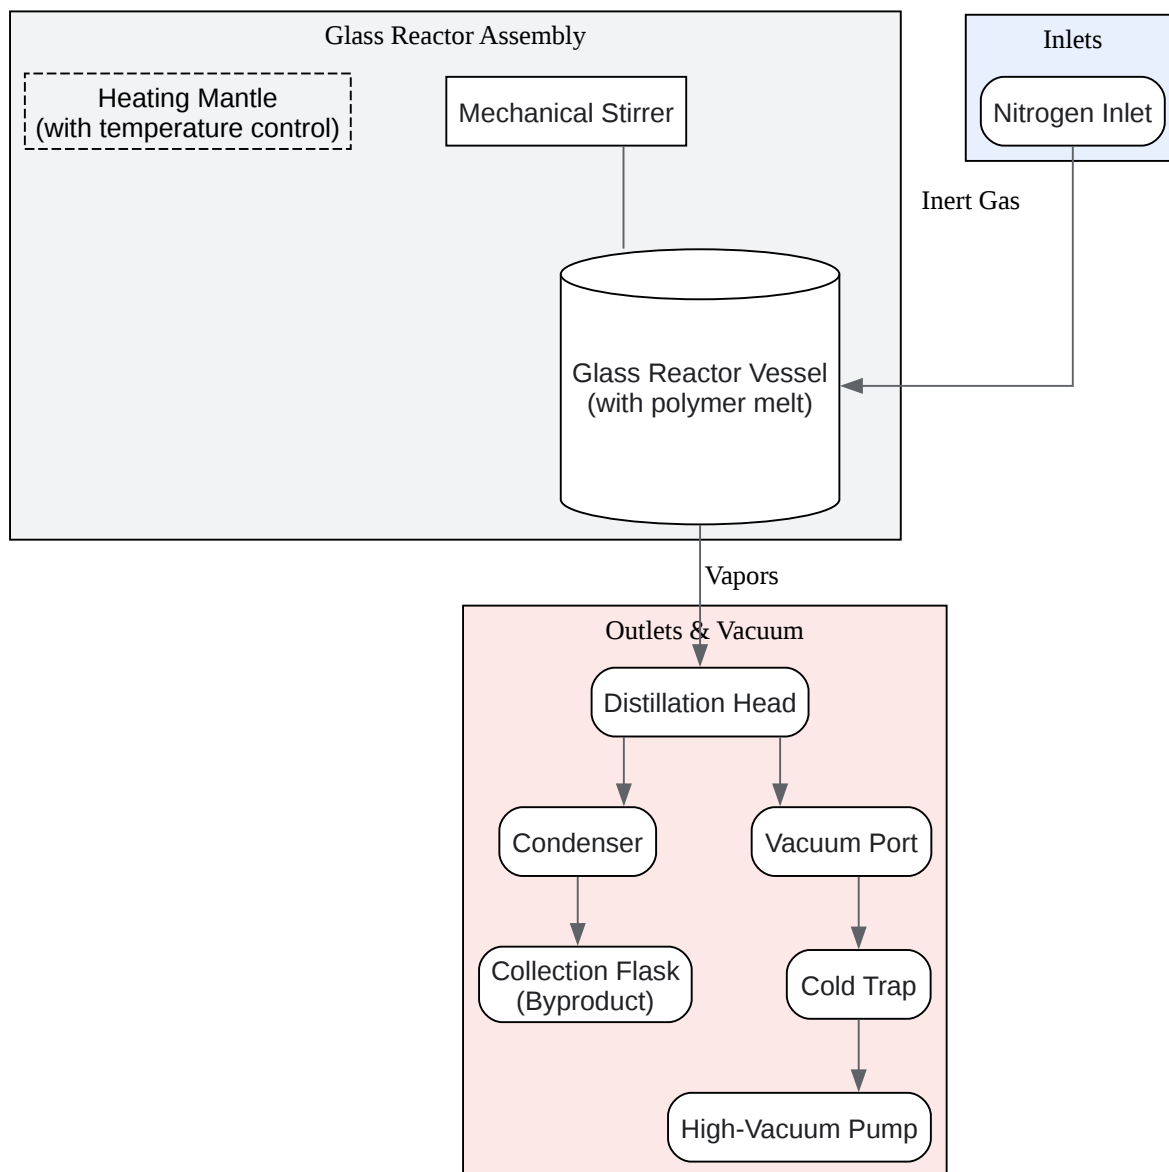 Glass Reactor Assembly
Inlets
Heating Mantle
(with temperature control)
Mechanical Stirrer
Nitrogen Inlet
Inert Gas
Glass Reactor Vessel
(with polymer melt)
Vapors
Outlets & Vacuum
Distillation Head
Condenser
Vacuum Port
Collection Flask
(Byproduct)
Cold Trap
High-Vacuum Pump